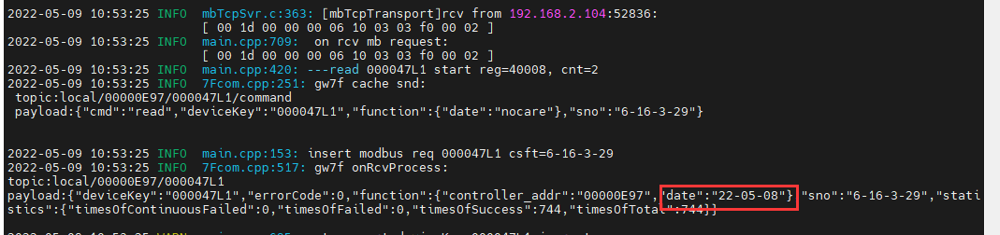 2022-05-09 10:53:25 INFO  mbTcpSvr.c:363: [mbTcpTransport]rcv from 192.168.2.104:52836:
[ 00 1d 00 00 00 06 10 03 03 f0 00 02 ]
2022-05-09 10:53:25 INFO  main.cpp:709:  on rcv mb request:
[ 00 1d 00 00 00 06 10 03 03 f0 00 02 ]
2022-05-09 10:53:25 INFO  main.cpp:420: ---read 000047L1 start reg=40008, cnt=2
2022-05-09 10:53:25 INFO  7Fcom.cpp:251: gw7f cache snd:
topic:local/00000E97/000047L1/command
payload:{"cmd":"read","deviceKey":"000047L1","function":{"date":"nocare"},"sno":"6-16-3-29"}
2022-05-09 10:53:25 INFO  main.cpp:153: insert modbus req 000047L1 csft=6-16-3-29
2022-05-09 10:53:25 INFO  7Fcom.cpp:517: gw7f onRcvProcess:
topic:local/00000E97/000047L1
payload:{"deviceKey":"000047L1","errorCode":0,"function":{"controller_addr":"00000E97","date":"22-05-08"},"sno":"6-16-3-29","stati
stics":{"timesOfContinuousFailed":0,"timesOfFailed":0,"timesOfSuccess":744,"timesOfTotal":744}}